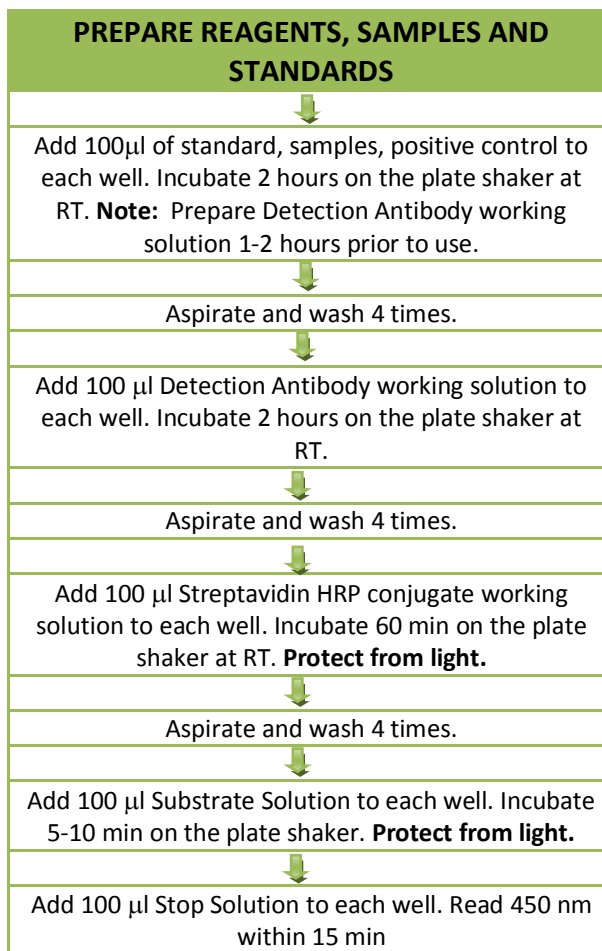 PREPARE REAGENTS, SAMPLES AND
STANDARDS
Add 100µl of standard, samples, positive control to
each well. Incubate 2 hours on the plate shaker at
RT. Note:  Prepare Detection Antibody working
solution 1-2 hours prior to use.
Aspirate and wash 4 times.
Add 100 µl Detection Antibody working solution to
each well. Incubate 2 hours on the plate shaker at
RT.
Aspirate and wash 4 times.
Add 100 µl Streptavidin HRP conjugate working
solution to each well. Incubate 60 min on the plate
shaker at RT. Protect from light.
Aspirate and wash 4 times.
Add 100 µl Substrate Solution to each well. Incubate
5-10 min on the plate shaker. Protect from light.
Add 100 µl Stop Solution to each well. Read 450 nm
within 15 min